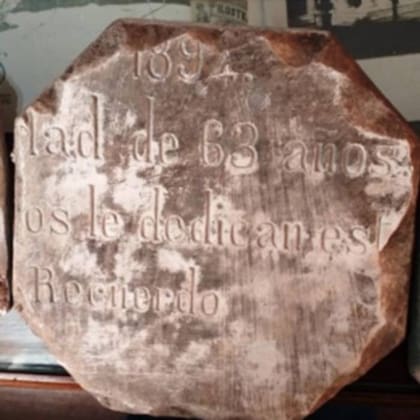 1894.
dad de 63 años
os le dedican est
Recuerdo